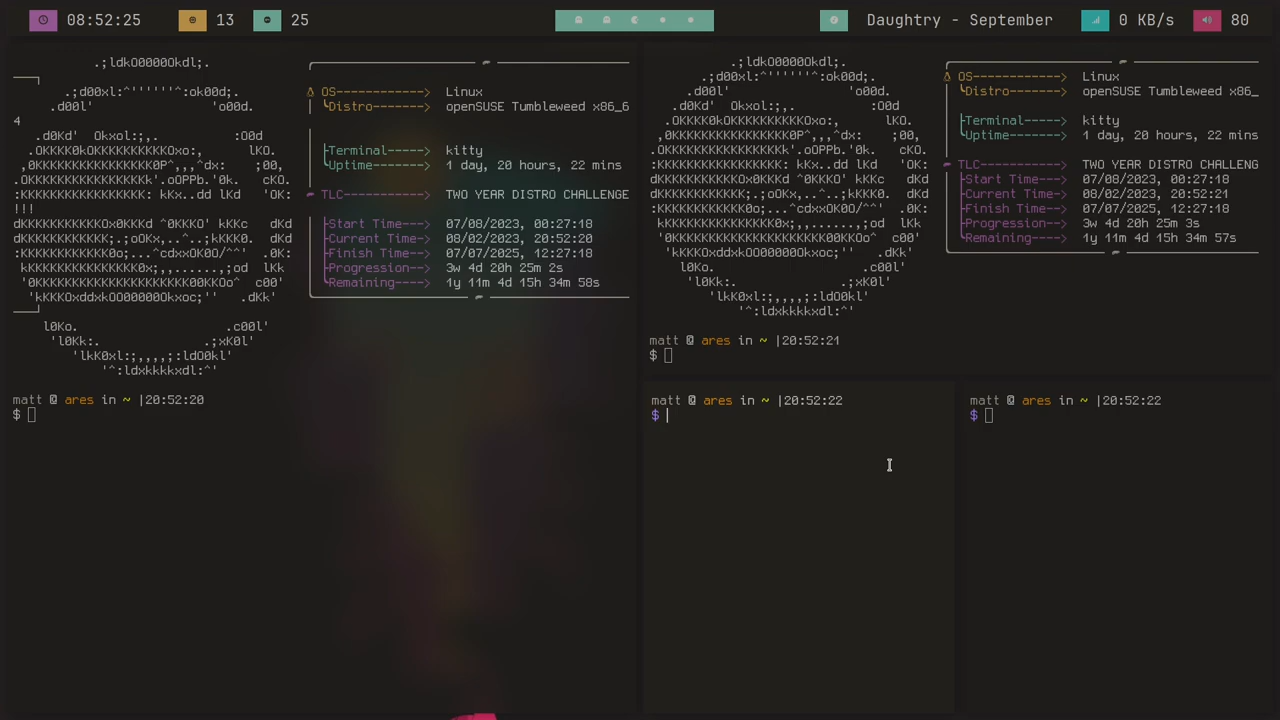 08:52:25 13 25 Daughtry - September 0 KB/s 80
OS------------> Linux
╰Distro-------> openSUSE Tumbleweed x86_6
4
├Terminal-----> kitty
╰Uptime-------> 1 day, 20 hours, 22 mins
TLC-----------> TWO YEAR DISTRO CHALLENGE
!!!
├Start Time---> 07/08/2023, 00:27:18
├Current Time-> 08/02/2023, 20:52:20
├Finish Time--> 07/07/2025, 12:27:18
├Progression--> 3w 4d 20h 25m 2s
├Remaining----> 1y 11m 4d 15h 34m 58s
matt @ ares in ~ |20:52:20
$
OS------------> Linux
╰Distro-------> openSUSE Tumbleweed x86_
├Terminal-----> kitty
╰Uptime-------> 1 day, 20 hours, 22 mins
TLC-----------> TWO YEAR DISTRO CHALLENG
├Start Time---> 07/08/2023, 00:27:18
├Current Time-> 08/02/2023, 20:52:21
├Finish Time--> 07/07/2025, 12:27:18
├Progression--> 3w 4d 20h 25m 3s
├Remaining----> 1y 11m 4d 15h 34m 57s
matt @ ares in ~ |20:52:21
$
matt @ ares in ~ |20:52:22
$
matt @ ares in ~ |20:52:22
$